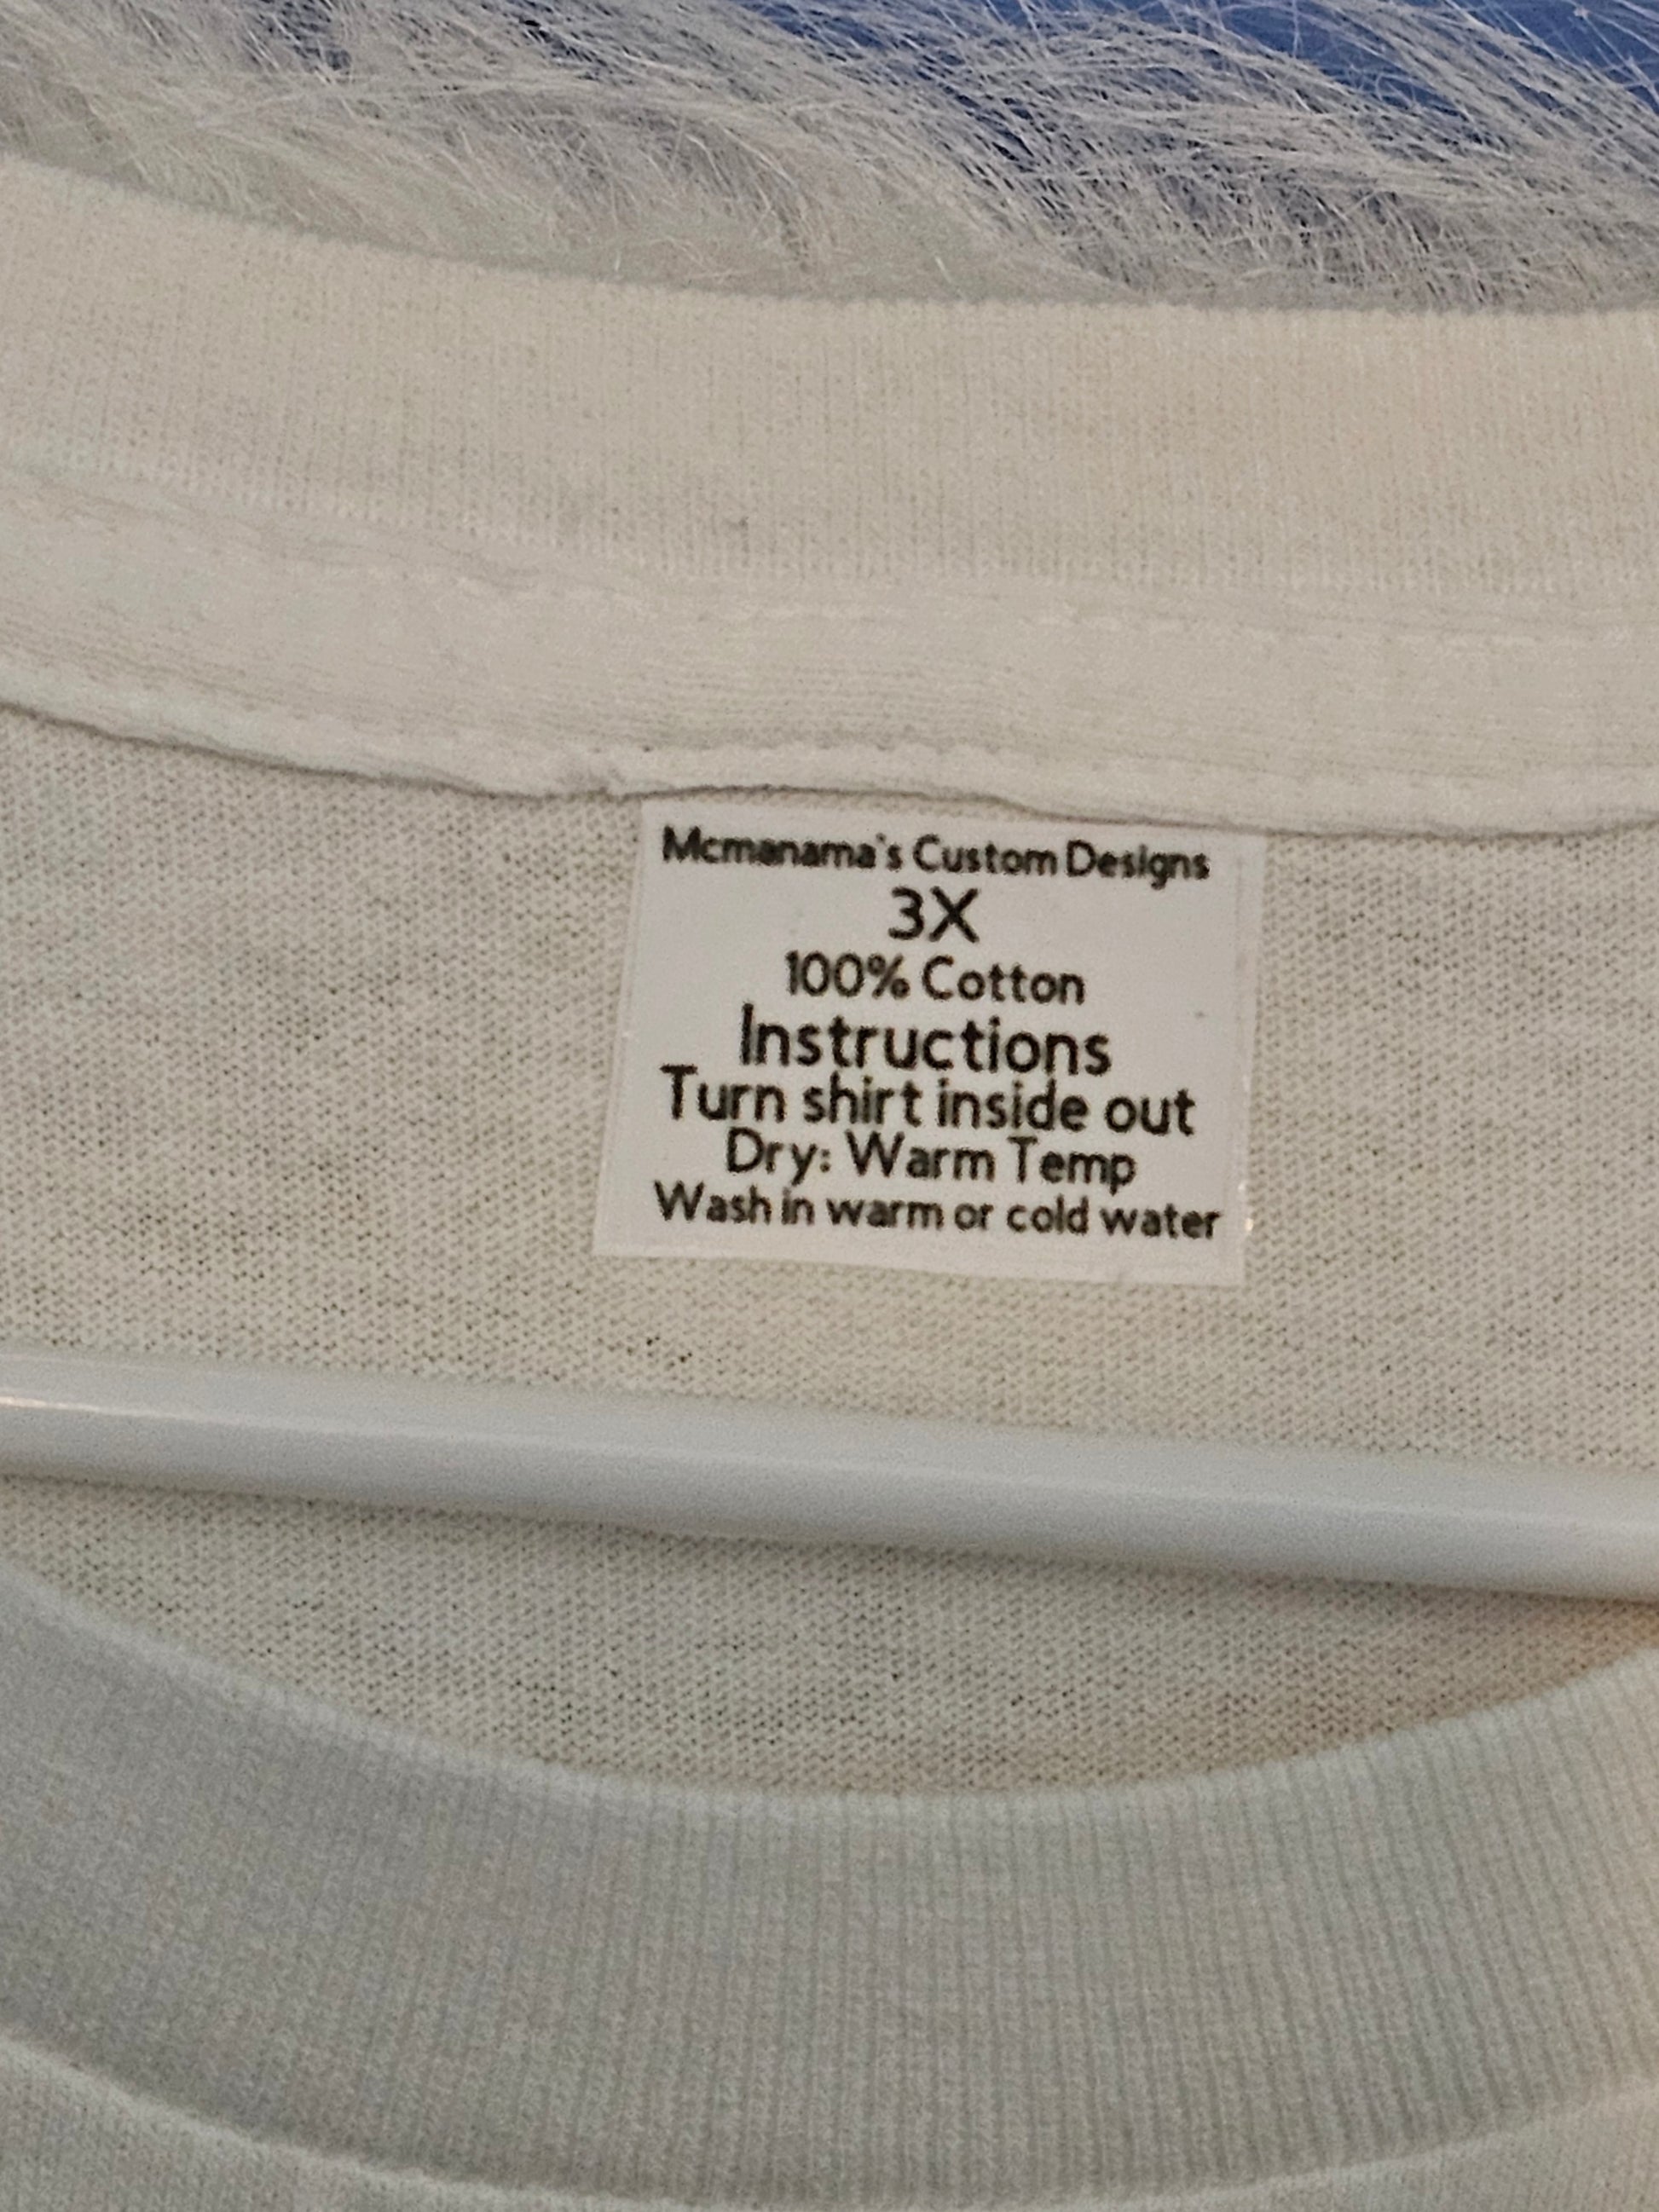 Mcmanama's Custom Designs
3X
100% Cotton
Instructions
Turn shirt inside out
Dry: Warm Temp
Wash in warm or cold water